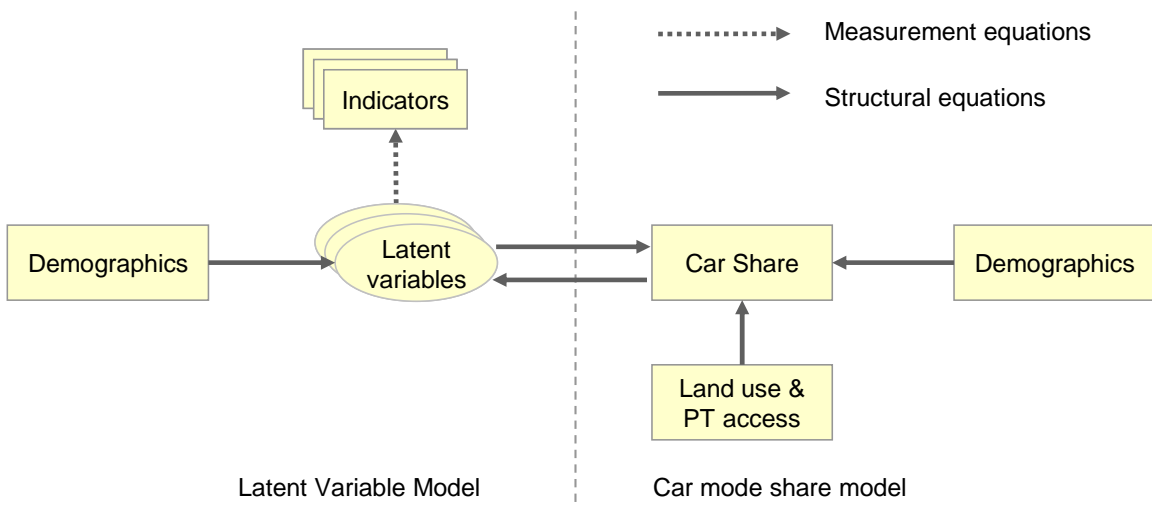 Measurement equations
Indicators
Structural equations
Demographics
Latent
variables
Car Share
Demographics
Land use &
PT access
Latent Variable Model
Car mode share model